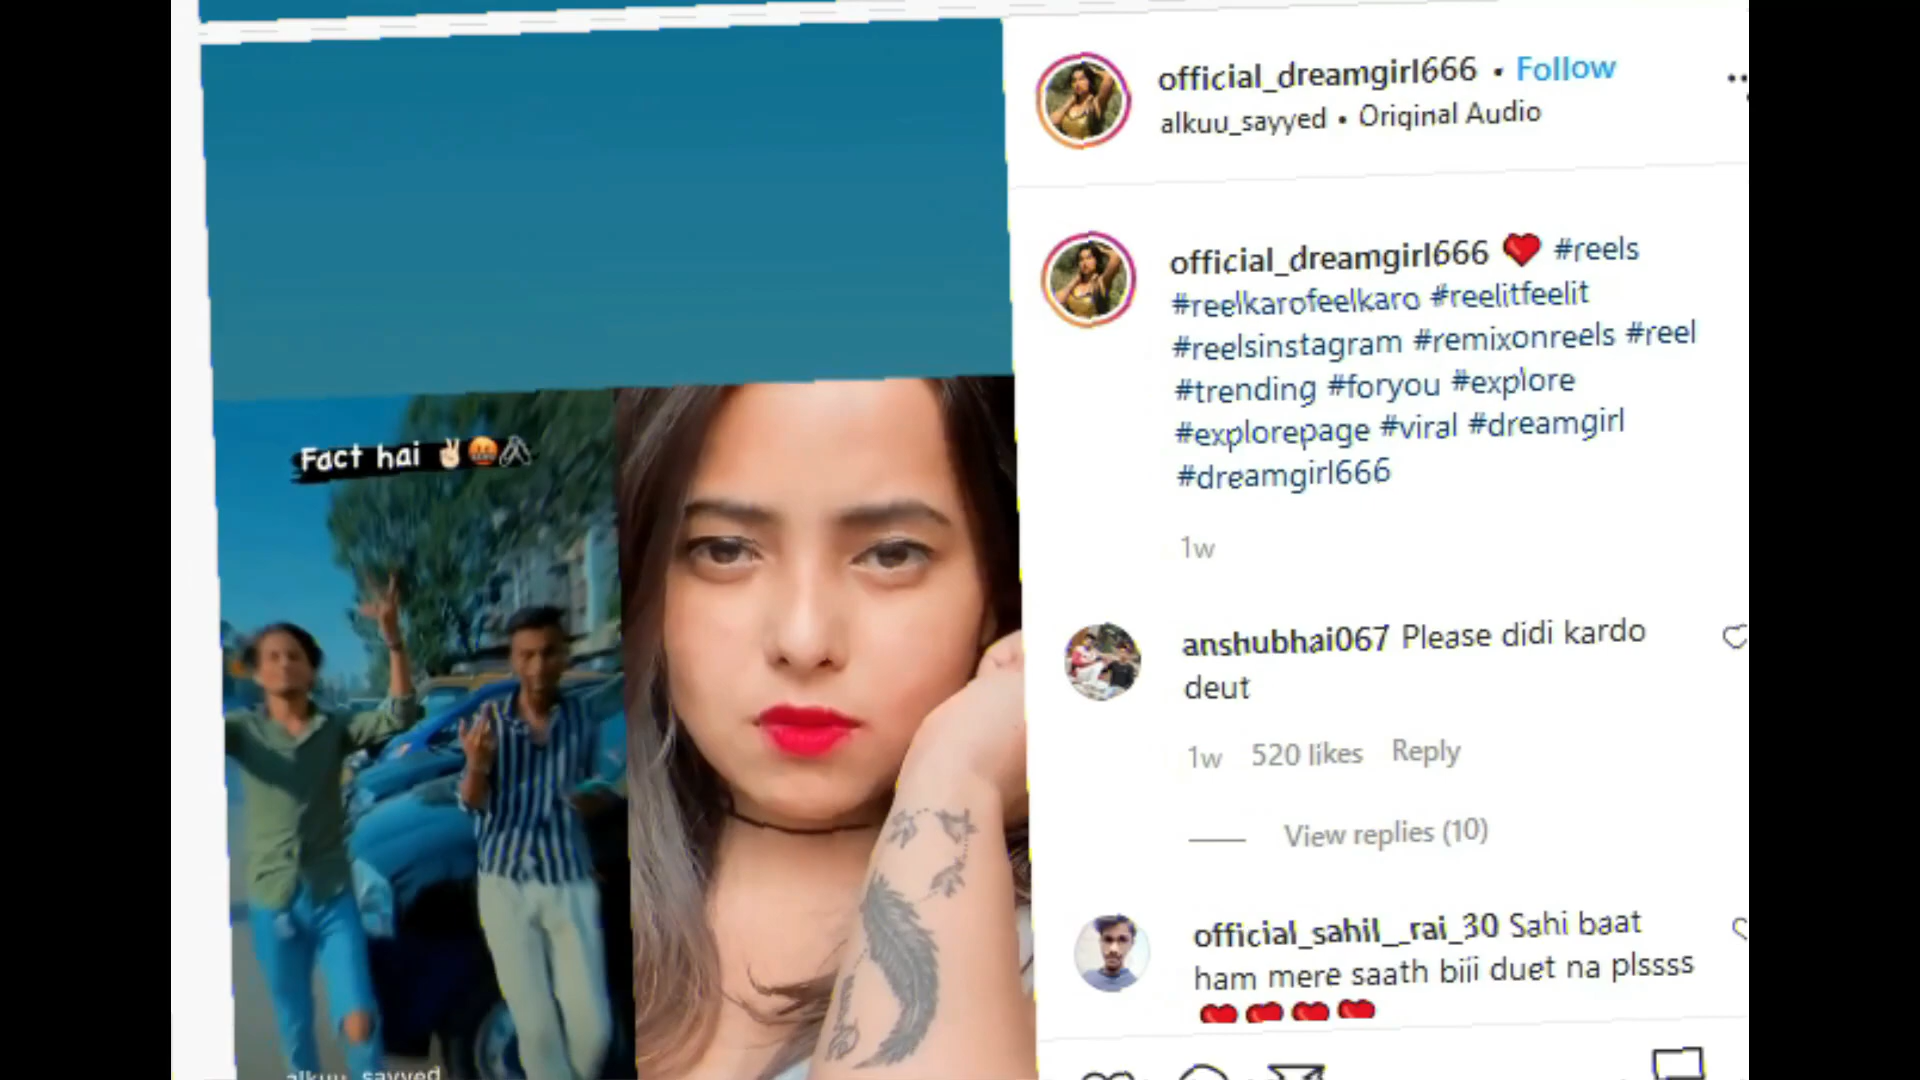 official_dreamgirl666 • Follow
alkuu_sayyed • Original Audio
official_dreamgirl666 ❤️ #reels
#reelkarofeelkaro #reelitfeelit
#reelsinstagram #remixonreels #reel
#trending #foryou #explore
#explorepage #viral #dreamgirl
#dreamgirl666
1w
Fact hai ✌🏻😡🖇
anshubhai067 Please didi kardo
deut
1w 520 likes Reply
View replies (10)
official_sahil__rai_30 Sahi baat
ham mere saath biii duet na plssss
❤️❤️❤️❤️
alkuu_sayyed